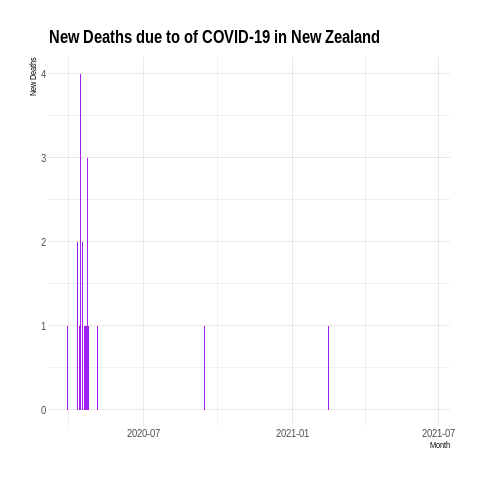 New Deaths due to of COVID-19 in New Zealand
New Deaths
4
3
2
1
0
2020-07
2021-01
2021-07
Month